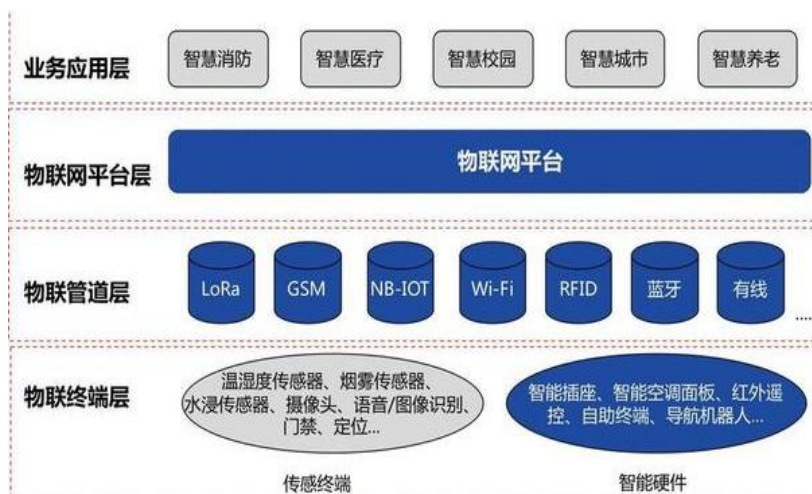 业务应用层
智慧消防
智慧医疗
智慧校园
智慧城市
智慧养老
物联网平台层
物联网平台
物联管道层
LoRa
GSM
NB-IOT
Wi-Fi
RFID
蓝牙
有线
....
物联终端层
温湿度传感器、烟雾传感器、
水浸传感器、摄像头、语音/图像识别、
门禁、定位...
智能插座、智能空调面板、红外遥
控、自助终端、导航机器人...
传感终端
智能硬件